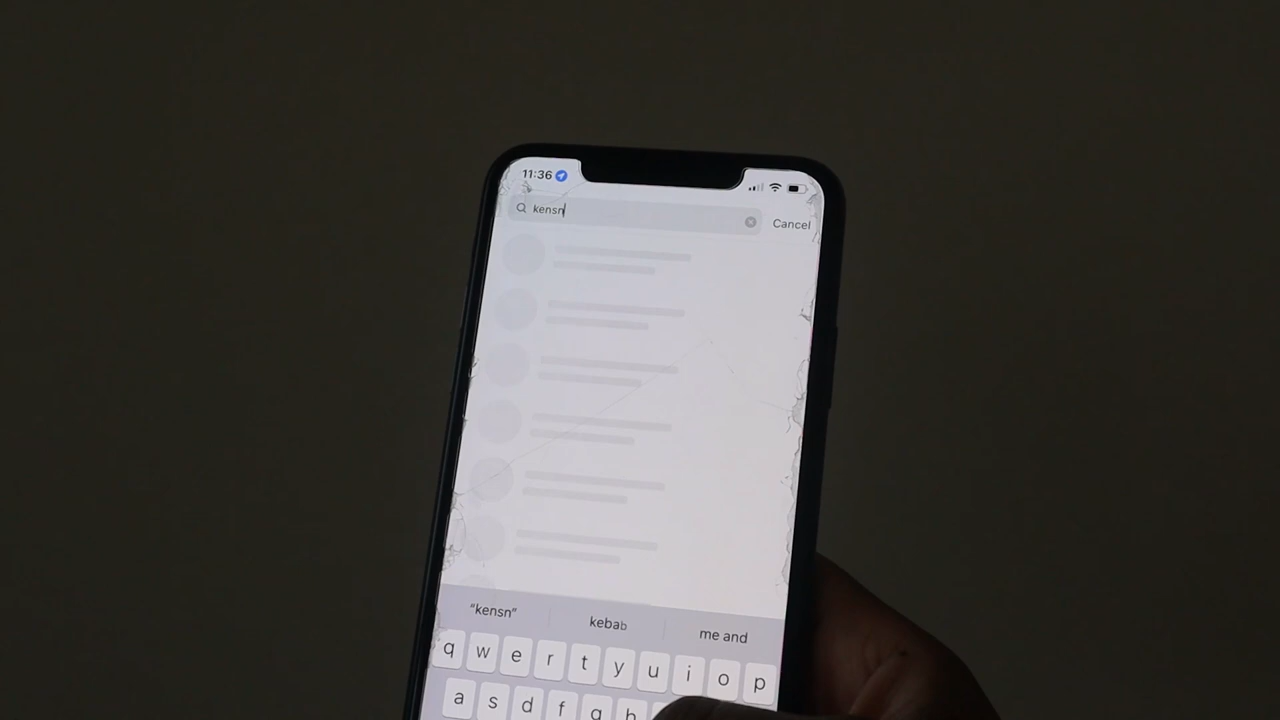 11:36
kensn
Cancel
“kensn” kebab me and
q w e r t y u i o p
a s d f g h